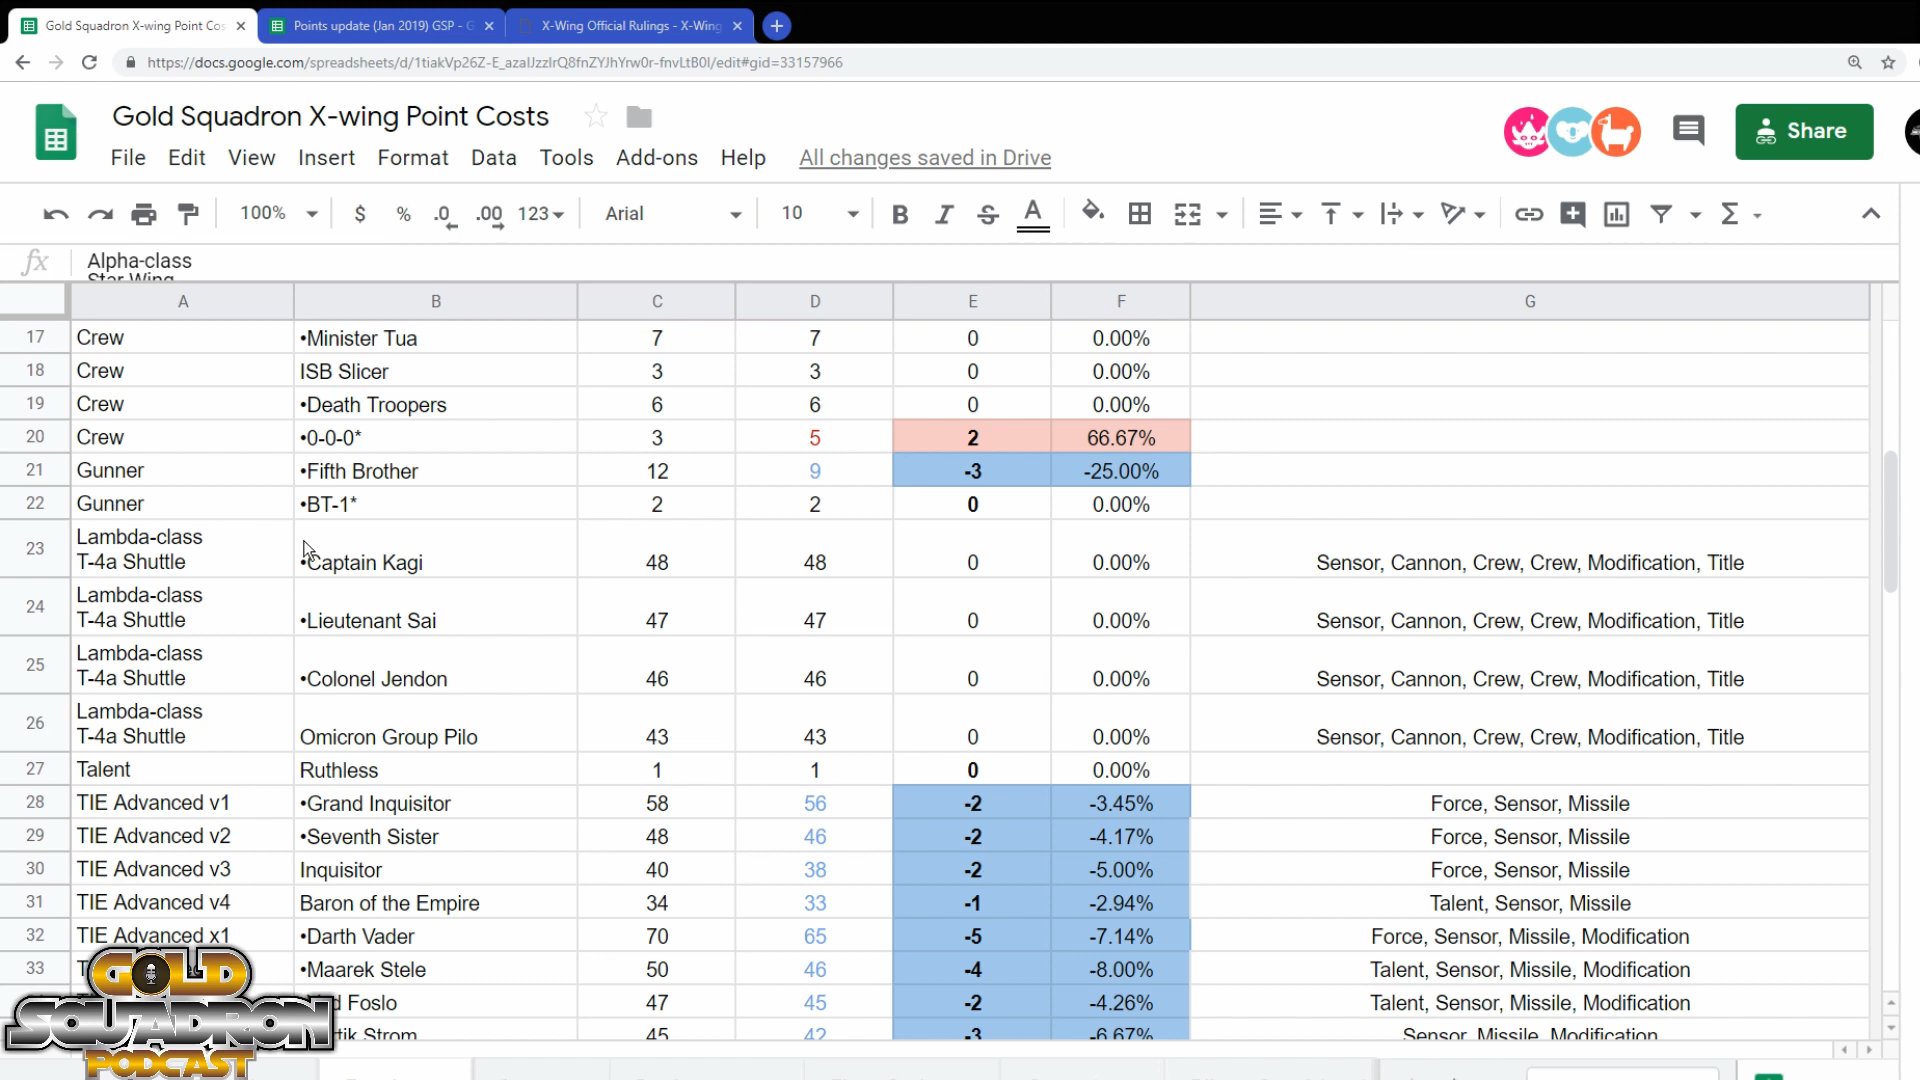 Gold Squadron X-wing Point Cos
Points update (Jan 2019) GSP - G
X-Wing Official Rulings - X-Wing
https://docs.google.com/spreadsheets/d/1tiakVp26Z-E_azalJzzIrQ8fnZYJhYrw0r-fnvLtB0I/edit#gid=33157966
Gold Squadron X-wing Point Costs
File Edit View Insert Format Data Tools Add-ons Help All changes saved in Drive
Share
100% $ % .0 .00 123 Arial 10 B I S A Σ
fx Alpha-class
Star Wing
A B C D E F G
17 Crew •Minister Tua 7 7 0 0.00%
18 Crew ISB Slicer 3 3 0 0.00%
19 Crew •Death Troopers 6 6 0 0.00%
20 Crew •0-0-0* 3 5 2 66.67%
21 Gunner •Fifth Brother 12 9 -3 -25.00%
22 Gunner •BT-1* 2 2 0 0.00%
Lambda-class
23 T-4a Shuttle •Captain Kagi 48 48 0 0.00% Sensor, Cannon, Crew, Crew, Modification, Title
Lambda-class
24 T-4a Shuttle •Lieutenant Sai 47 47 0 0.00% Sensor, Cannon, Crew, Crew, Modification, Title
Lambda-class
25 T-4a Shuttle •Colonel Jendon 46 46 0 0.00% Sensor, Cannon, Crew, Crew, Modification, Title
Lambda-class
26 T-4a Shuttle Omicron Group Pilo 43 43 0 0.00% Sensor, Cannon, Crew, Crew, Modification, Title
27 Talent Ruthless 1 1 0 0.00%
28 TIE Advanced v1 •Grand Inquisitor 58 56 -2 -3.45% Force, Sensor, Missile
29 TIE Advanced v2 •Seventh Sister 48 46 -2 -4.17% Force, Sensor, Missile
30 TIE Advanced v3 Inquisitor 40 38 -2 -5.00% Force, Sensor, Missile
31 TIE Advanced v4 Baron of the Empire 34 33 -1 -2.94% Talent, Sensor, Missile
32 TIE Advanced x1 •Darth Vader 70 65 -5 -7.14% Force, Sensor, Missile, Modification
33 •Maarek Stele 50 46 -4 -8.00% Talent, Sensor, Missile, Modification
Foslo 47 45 -2 -4.26% Talent, Sensor, Missile, Modification
Strom 45 42 -3 -6.67% Sensor, Missile, Modification
GOLD
SQUADRON
PODCAST